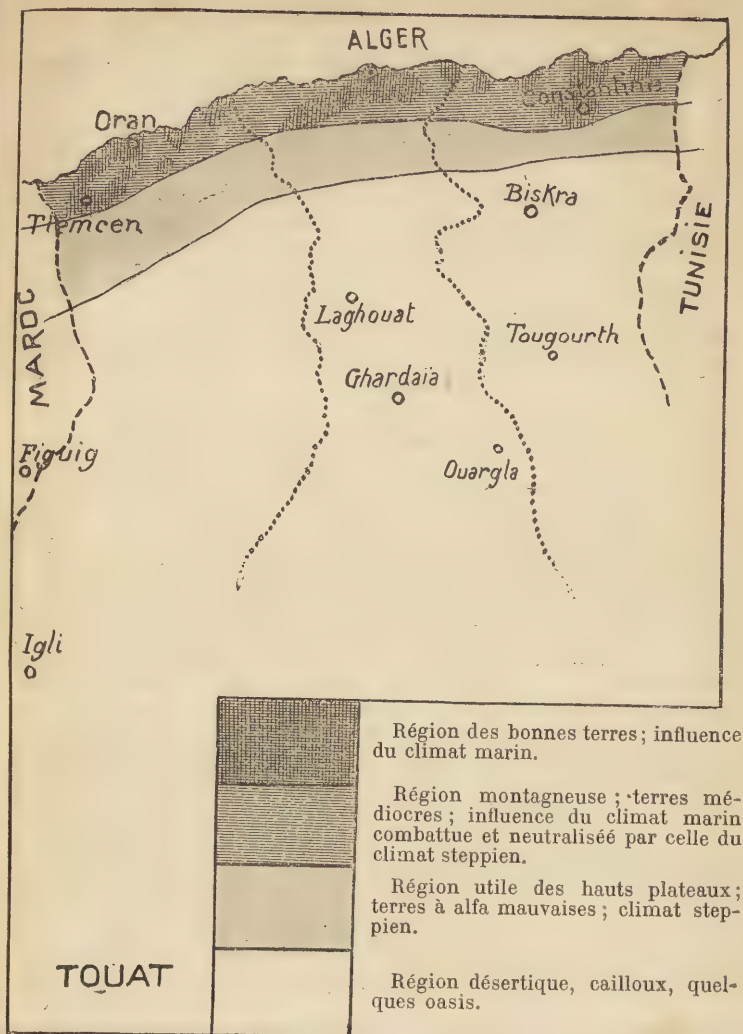 ALGER
Constantine
Oran
Tlemcen
Biskra
TUNISIE
MAROC
Laghouat
Tougourth
Ghardaïa
Figuig
Ouargla
Igli
Région des bonnes terres ; influence
du climat marin.
Région montagneuse ; terres mé-
diocres ; influence du climat marin
combattue et neutraliséé par celle du
climat steppien.
Région utile des hauts plateaux ;
terres à alfa mauvaises ; climat step-
pien.
TOUAT
Région désertique, cailloux, quel-
ques oasis.